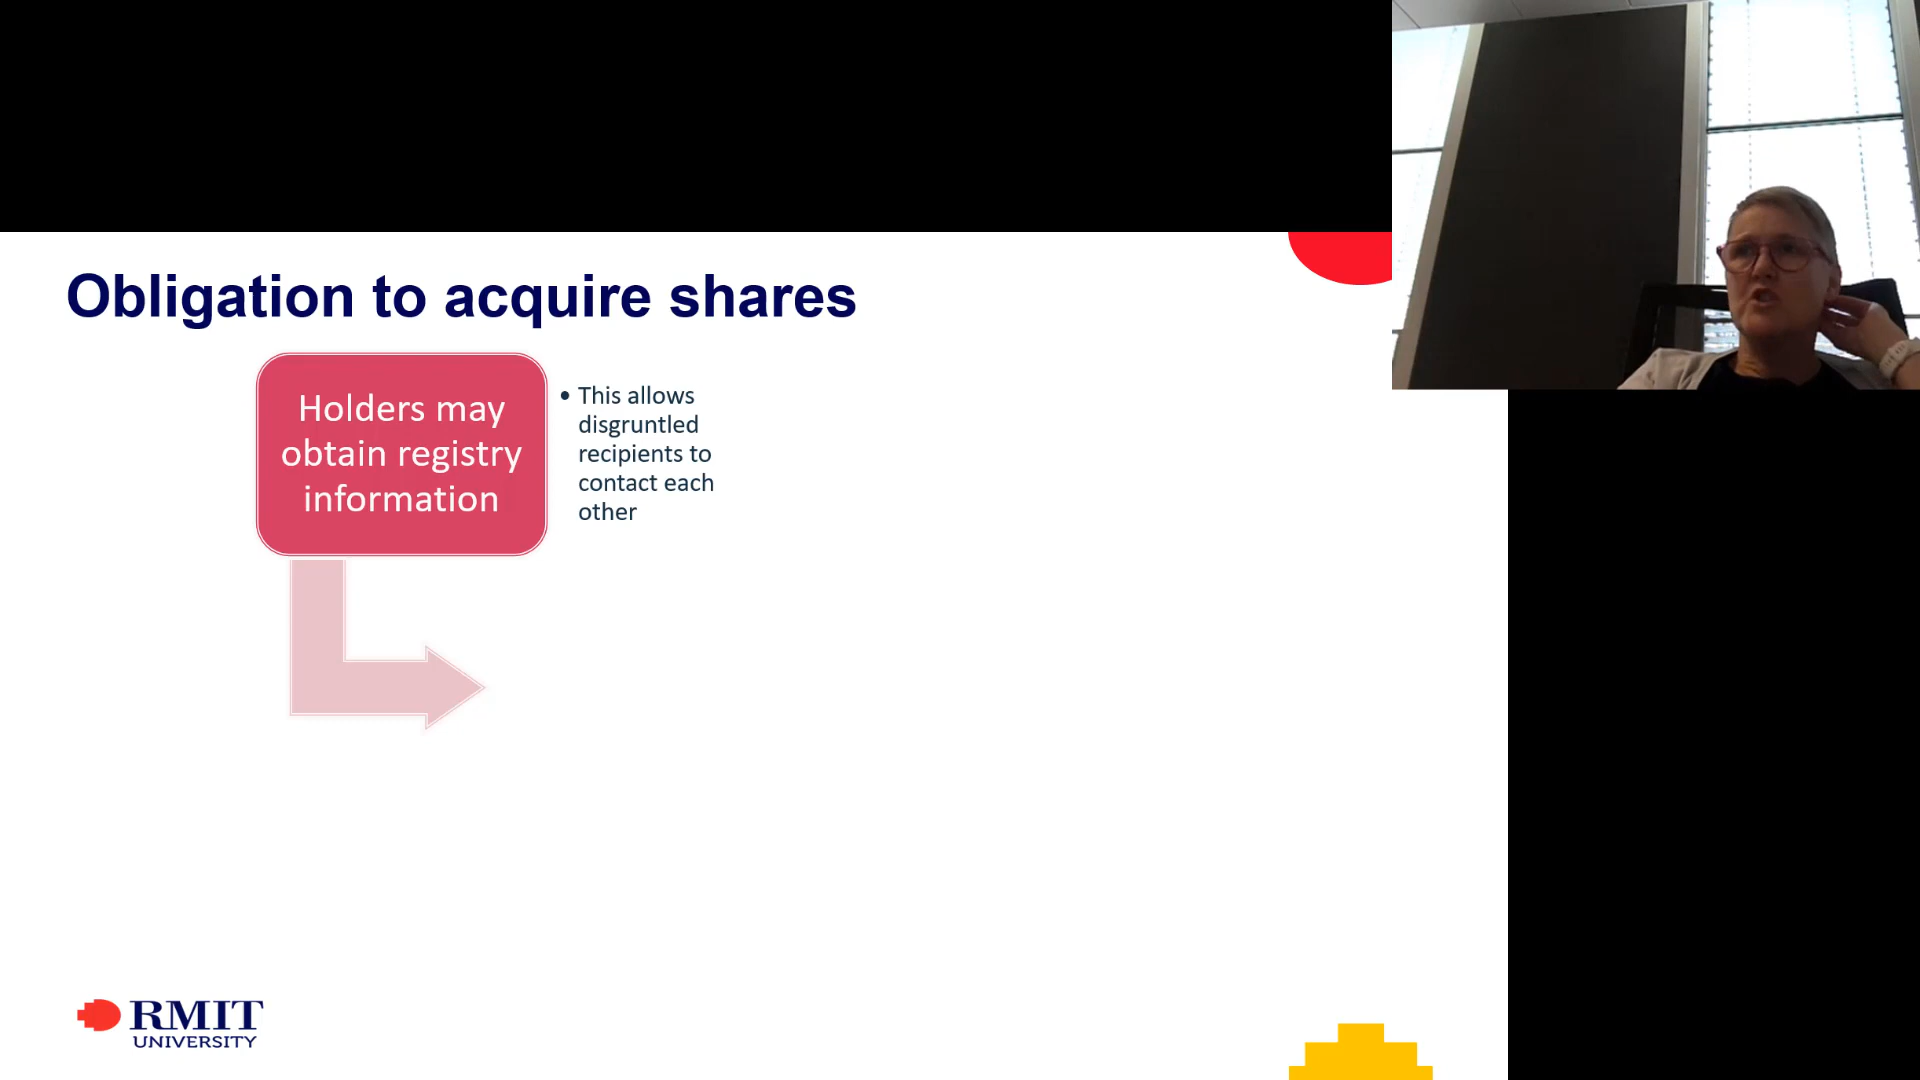 Obligation to acquire shares
Holders may
obtain registry
information
• This allows
disgruntled
recipients to
contact each
other
RMIT
UNIVERSITY